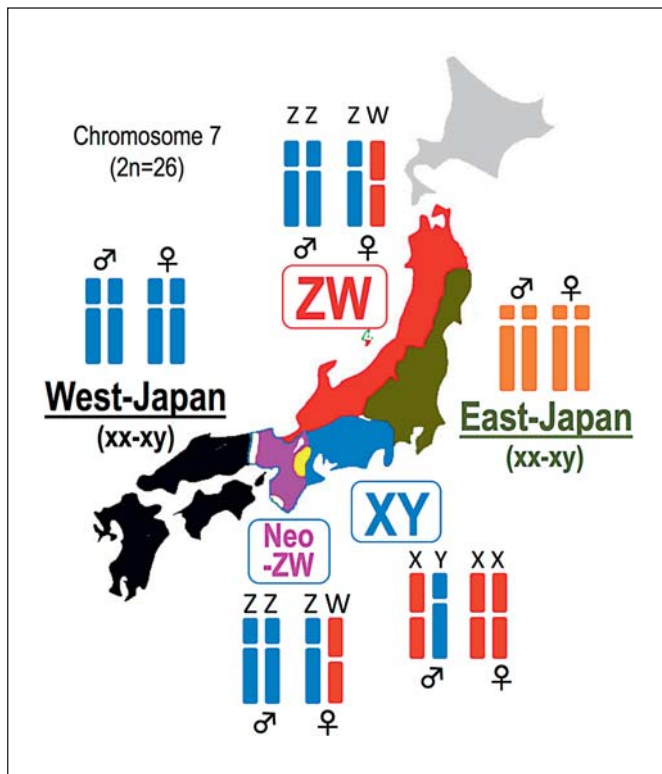 Chromosome 7
(2n=26)
Z Z Z W
♂ ♀
ZW
♂ ♀
West-Japan
(xx-xy)
♂ ♀
East-Japan
(xx-xy)
XY
X Y X X
♂ ♀
Neo
-ZW
Z Z Z W
♂ ♀